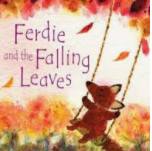 Ferdie
and the Falling
Leaves